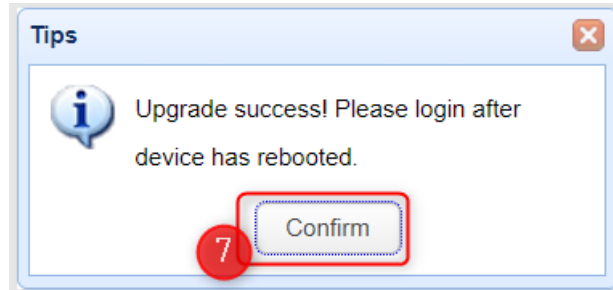 Tips
Upgrade success! Please login after
device has rebooted.
Confirm
7